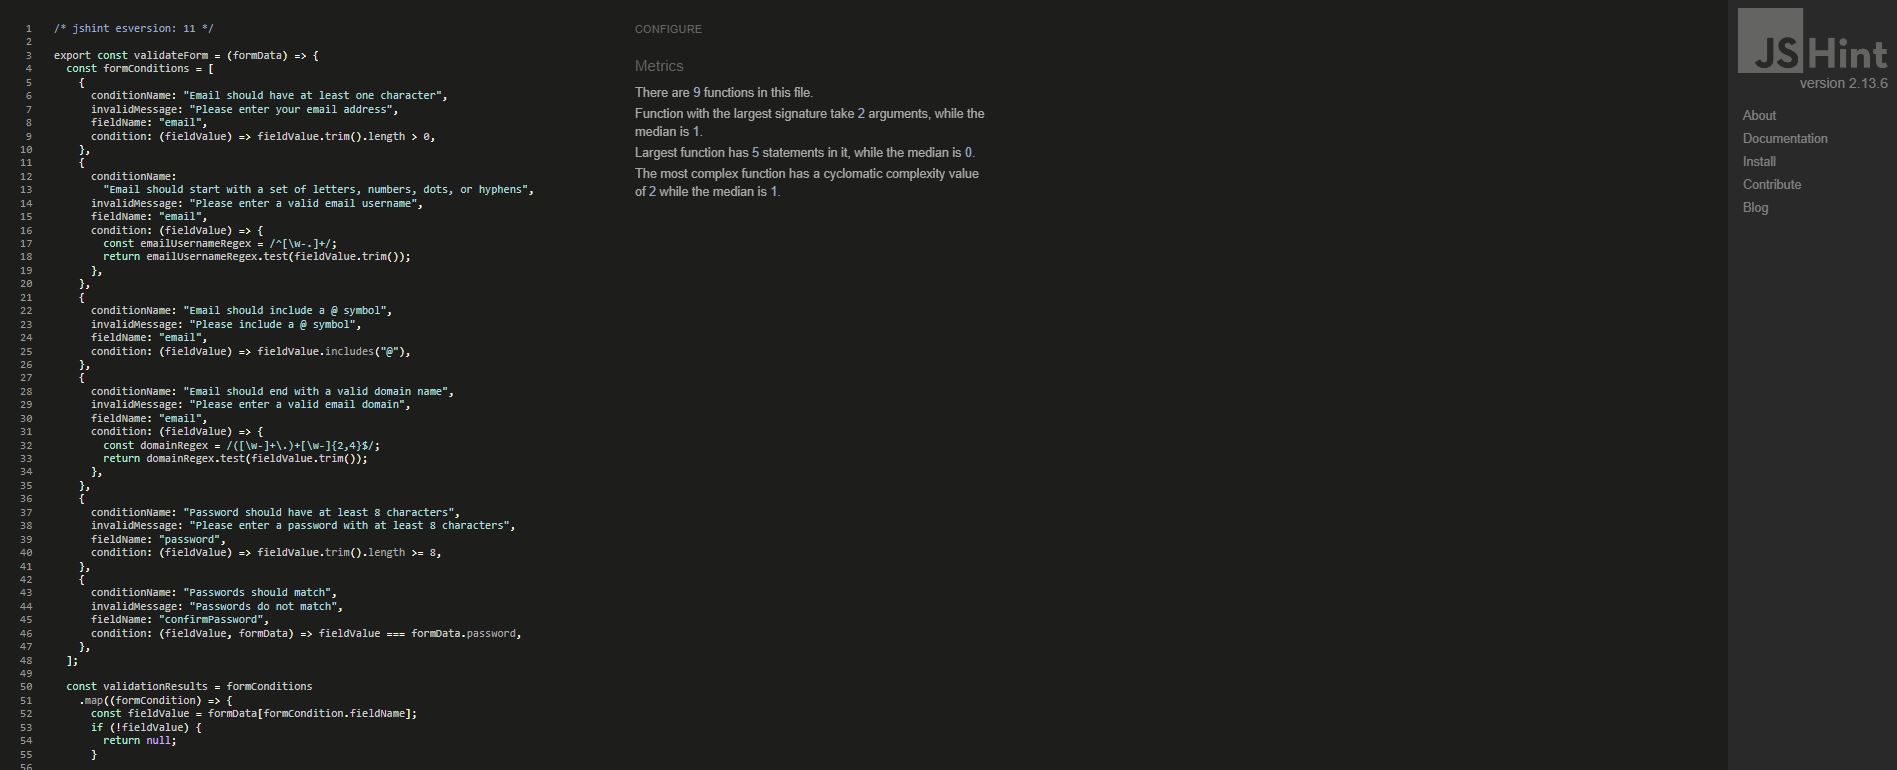 1 /* jshint esversion: 11 */
2
3 export const validateForm = (formData) => {
4 const formConditions = [
5 {
6 conditionName: "Email should have at least one character",
7 invalidMessage: "Please enter your email address",
8 fieldName: "email",
9 condition: (fieldValue) => fieldValue.trim().length > 0,
10 },
11 {
12 conditionName:
13 "Email should start with a set of letters, numbers, dots, or hyphens",
14 invalidMessage: "Please enter a valid email username",
15 fieldName: "email",
16 condition: (fieldValue) => {
17 const emailUsernameRegex = /^[\w-.]+/;
18 return emailUsernameRegex.test(fieldValue.trim());
19 },
20 },
21 {
22 conditionName: "Email should include a @ symbol",
23 invalidMessage: "Please include a @ symbol",
24 fieldName: "email",
25 condition: (fieldValue) => fieldValue.includes("@"),
26 },
27 {
28 conditionName: "Email should end with a valid domain name",
29 invalidMessage: "Please enter a valid email domain",
30 fieldName: "email",
31 condition: (fieldValue) => {
32 const domainRegex = /([\w-]+\.)+[\w-]{2,4}$/;
33 return domainRegex.test(fieldValue.trim());
34 },
35 },
36 {
37 conditionName: "Password should have at least 8 characters",
38 invalidMessage: "Please enter a password with at least 8 characters",
39 fieldName: "password",
40 condition: (fieldValue) => fieldValue.trim().length >= 8,
41 },
42 {
43 conditionName: "Passwords should match",
44 invalidMessage: "Passwords do not match",
45 fieldName: "confirmPassword",
46 condition: (fieldValue, formData) => fieldValue === formData.password,
47 },
48 ];
49
50 const validationResults = formConditions
51 .map((formCondition) => {
52 const fieldValue = formData[formCondition.fieldName];
53 if (!fieldValue) {
54 return null;
55 }
56
CONFIGURE
Metrics
There are 9 functions in this file.
Function with the largest signature take 2 arguments, while the
median is 1.
Largest function has 5 statements in it, while the median is 0.
The most complex function has a cyclomatic complexity value
of 2 while the median is 1.
JSHint
version 2.13.6
About
Documentation
Install
Contribute
Blog